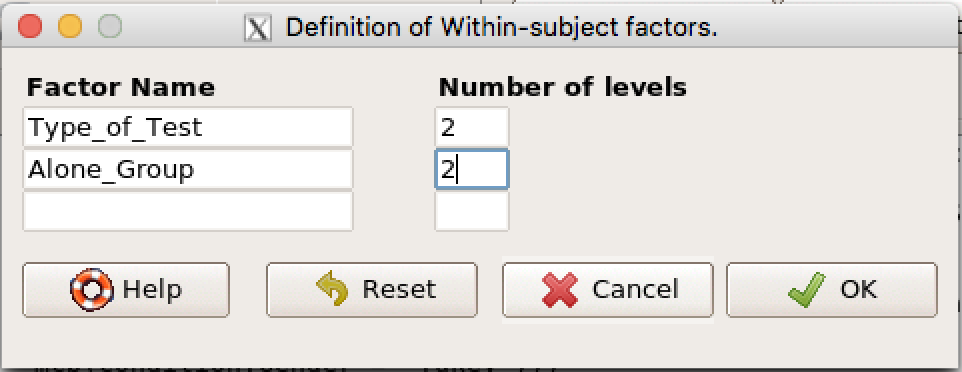 Definition of Within-subject factors.
Factor Name Number of levels
Type_of_Test 2
Alone_Group 2
Help Reset Cancel OK